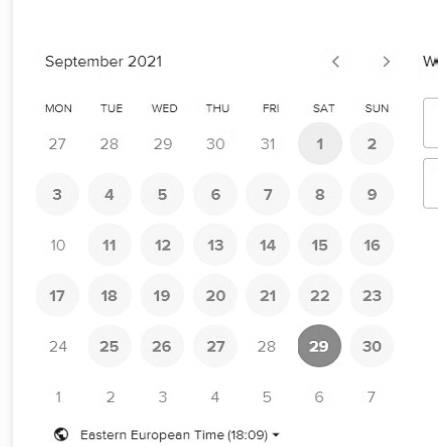 September 2021
MON TUE WED THU FRI SAT SUN
27 28 29 30 31 1 2
3 4 5 6 7 8 9
10 11 12 13 14 15 16
17 18 19 20 21 22 23
24 25 26 27 28 29 30
1 2 3 4 5 6 7
Eastern European Time (18:09)